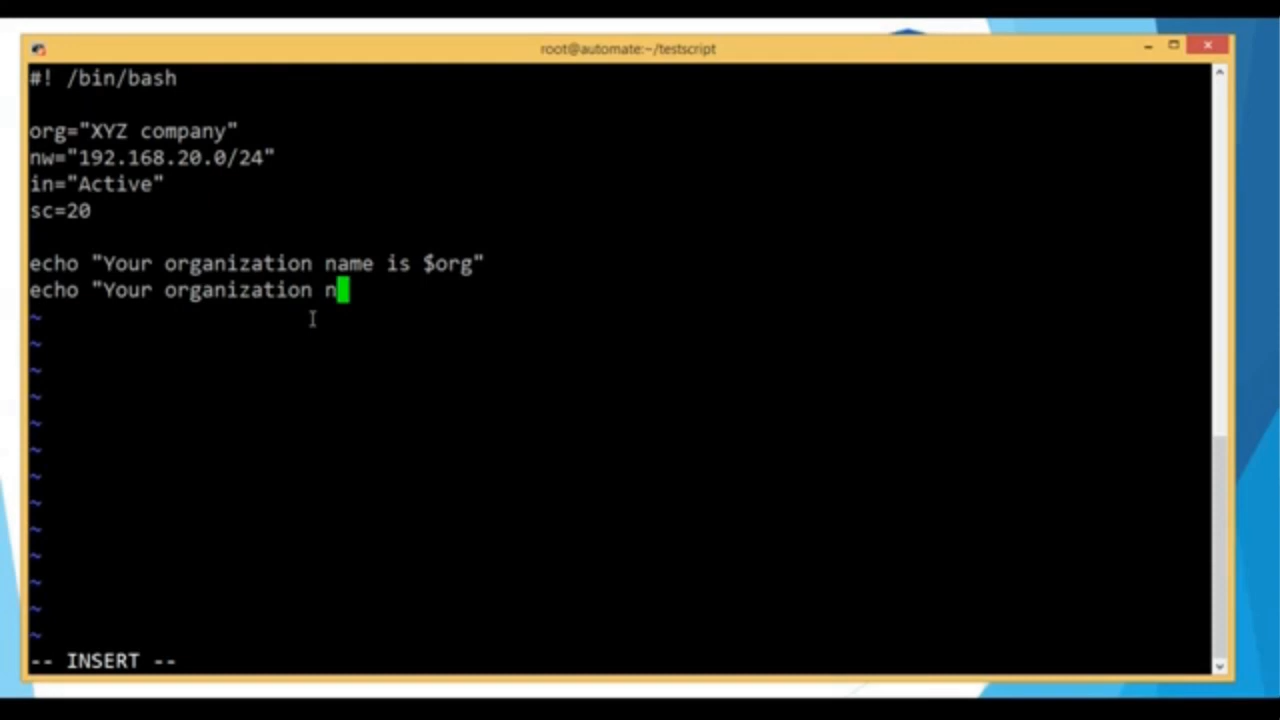 root@automate:~/testscript
#! /bin/bash
org="XYZ company"
nw="192.168.20.0/24"
in="Active"
sc=20
echo "Your organization name is $org"
echo "Your organization n
~
~
~
~
~
~
~
~
~
~
~
~
~
-- INSERT --